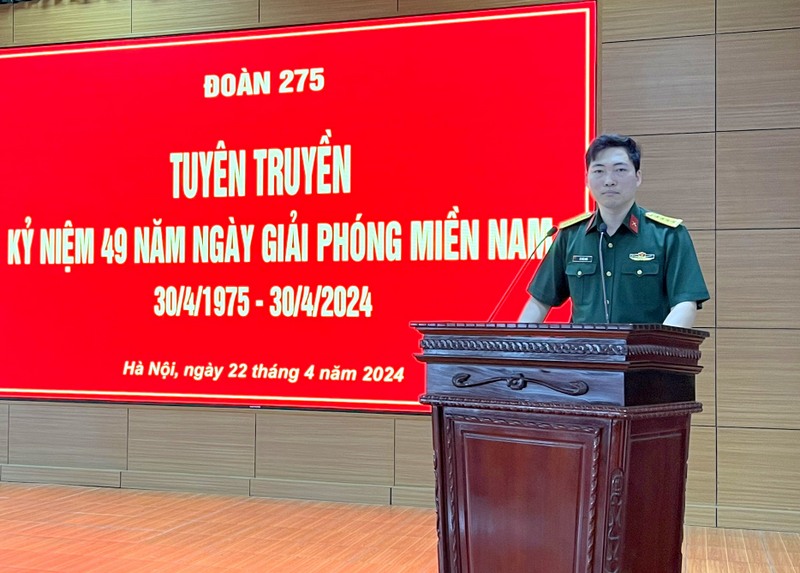 ĐOÀN 275
TUYÊN TRUYỀN
KỶ NIỆM 49 NĂM NGÀY GIẢI PHÓNG MIỀN NAM
30/4/1975 - 30/4/2024
Hà Nội, ngày 22 tháng 4 năm 2024